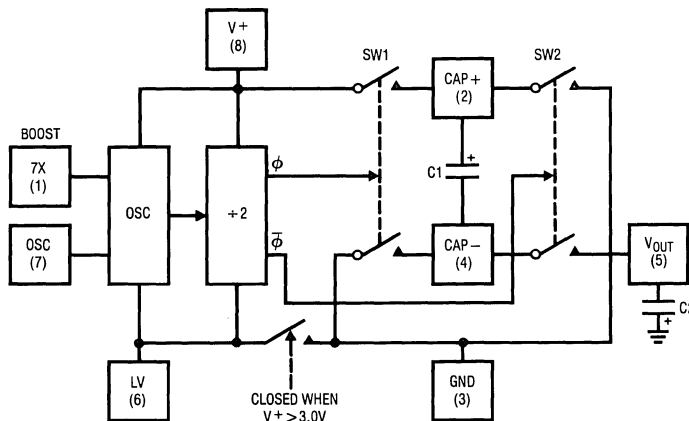 V+
(8)
SW1
SW2
CAP+
(2)
BOOST
7X
(1)
OSC
÷2
ϕ
+
C1
OSC
(7)
ϕ̅
CAP−
(4)
VOUT
(5)
C2
+
LV
(6)
CLOSED WHEN
V+ > 3.0V
GND
(3)